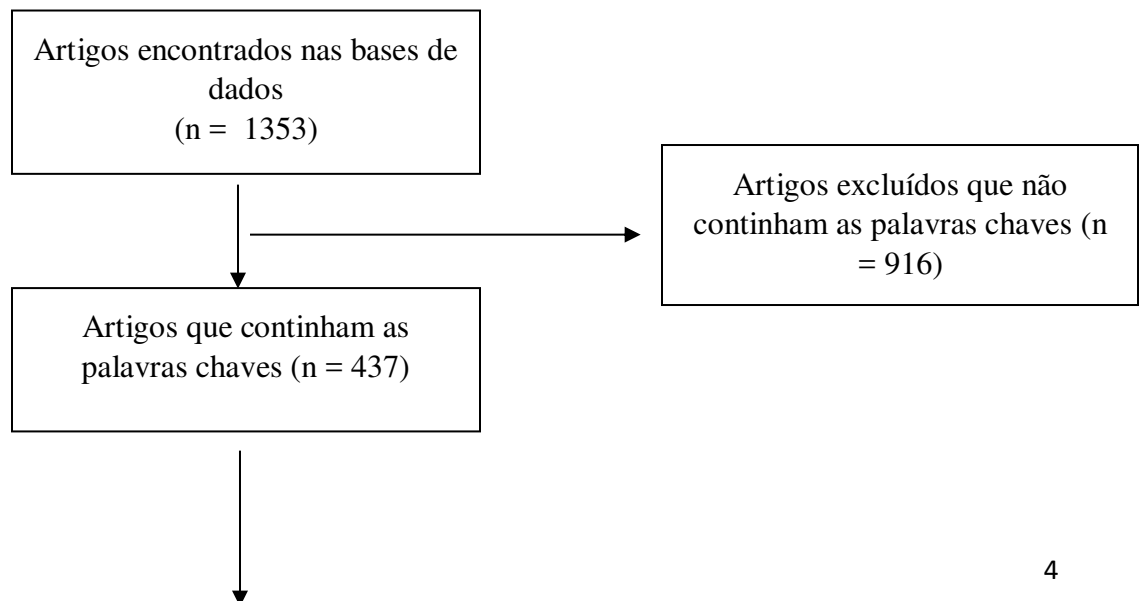 Artigos encontrados nas bases de
dados
(n =  1353)
Artigos excluídos que não
continham as palavras chaves (n
= 916)
Artigos que continham as
palavras chaves (n = 437)
4